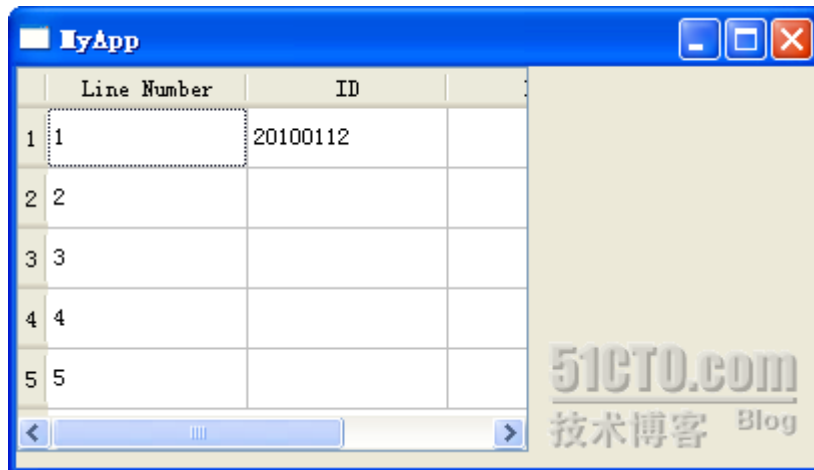 MyApp
Line Number ID
1 1 20100112
2 2
3 3
4 4
5 5
51CTO.com
技术博客 Blog